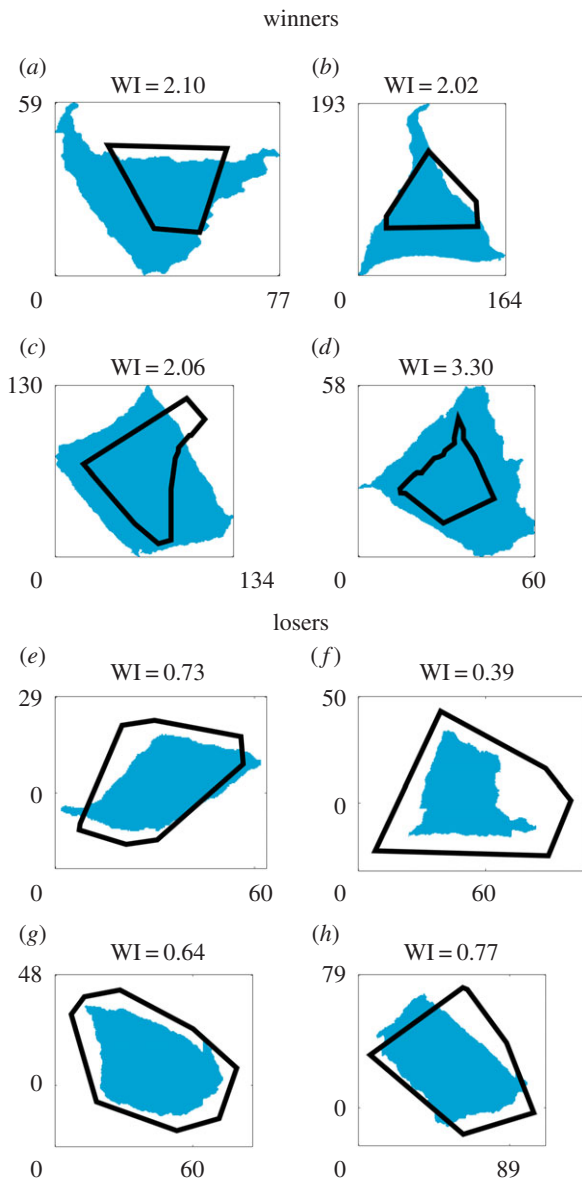 winners
(a) (b)
WI = 2.10 WI = 2.02
59 193
0 77 0 164
(c) (d)
WI = 2.06 WI = 3.30
130 58
0 134 0 60
losers
(e) (f)
WI = 0.73 WI = 0.39
29 50
0 0
0 60 0 60
(g) (h)
WI = 0.64 WI = 0.77
48 79
0 0
0 60 0 89